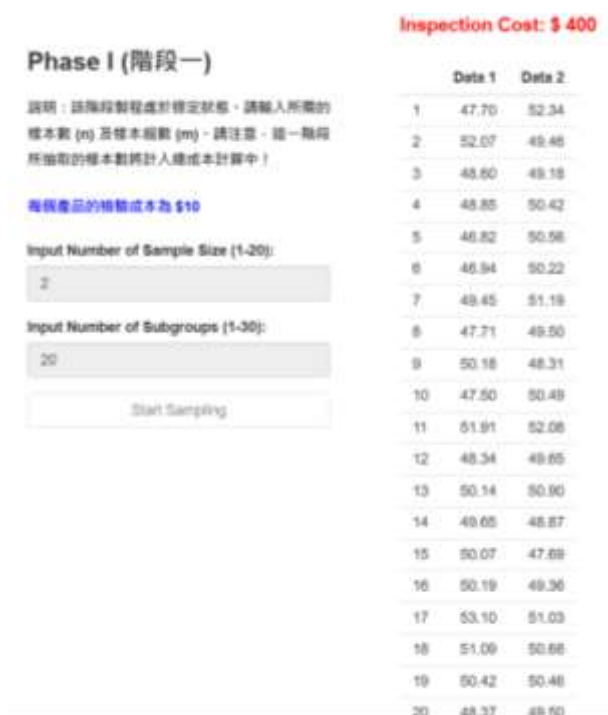 Inspection Cost: $ 400
Phase I (階段一)
說明：該階段製程處於穩定狀態，請輸入所需的
樣本數 (n) 及樣本組數 (m)。請注意，這一階段
所抽取的樣本數將計入總成本計算中！
每個產品的檢驗成本為 $10
Input Number of Sample Size (1-20):
2
Input Number of Subgroups (1-30):
20
Start Sampling
Data 1 Data 2
1 47.70 52.34
2 52.07 49.46
3 48.60 49.18
4 48.85 50.42
5 46.82 50.56
6 46.94 50.22
7 49.45 51.19
8 47.71 49.50
9 50.18 48.31
10 47.50 50.49
11 51.91 52.08
12 48.34 49.65
13 50.14 50.90
14 49.65 48.87
15 50.07 47.69
16 50.19 49.36
17 53.10 51.03
18 51.09 50.68
19 50.42 50.46
20 48.37 49.50